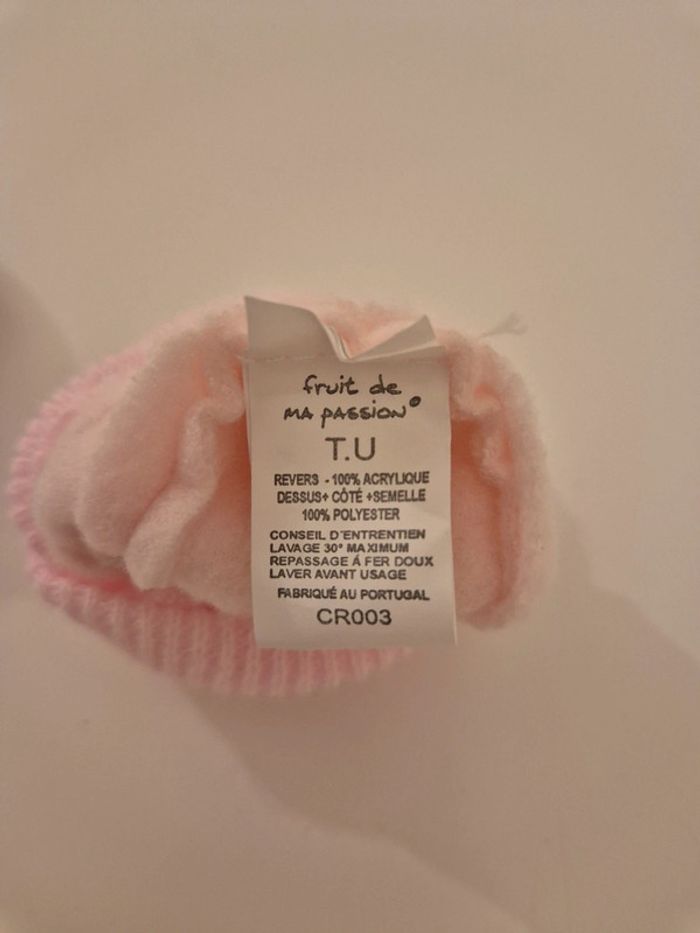 fruit de
MA PASSION
T.U
REVERS - 100% ACRYLIQUE
DESSUS+ CÔTÉ +SEMELLE
100% POLYESTER
CONSEIL D'ENTRETIEN
LAVAGE 30° MAXIMUM
REPASSAGE Á FER DOUX
LAVER AVANT USAGE
FABRIQUÉ AU PORTUGAL
CR003